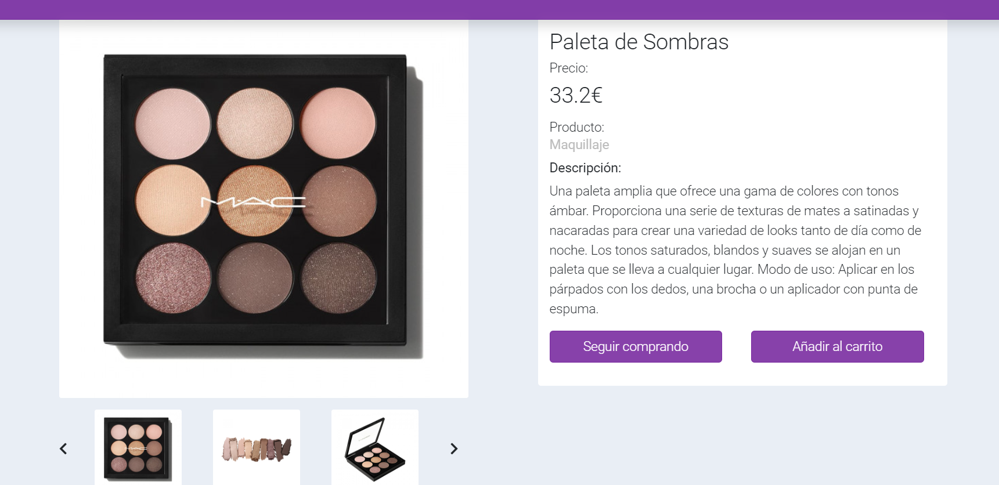 Paleta de Sombras
Precio:
33.2€
Producto:
Maquillaje
Descripción:
Una paleta amplia que ofrece una gama de colores con tonos
ámbar. Proporciona una serie de texturas de mates a satinadas y
nacaradas para crear una variedad de looks tanto de día como de
noche. Los tonos saturados, blandos y suaves se alojan en un
paleta que se lleva a cualquier lugar. Modo de uso: Aplicar en los
párpados con los dedos, una brocha o un aplicador con punta de
espuma.
Seguir comprando
Añadir al carrito
M·A·C
M·A·C